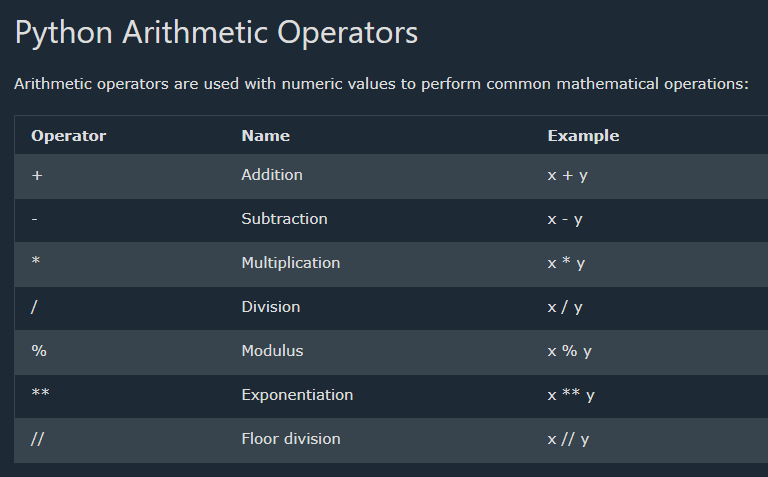 Python Arithmetic Operators
Arithmetic operators are used with numeric values to perform common mathematical operations:
Operator Name Example
+ Addition x + y
- Subtraction x - y
* Multiplication x * y
/ Division x / y
% Modulus x % y
** Exponentiation x ** y
// Floor division x // y